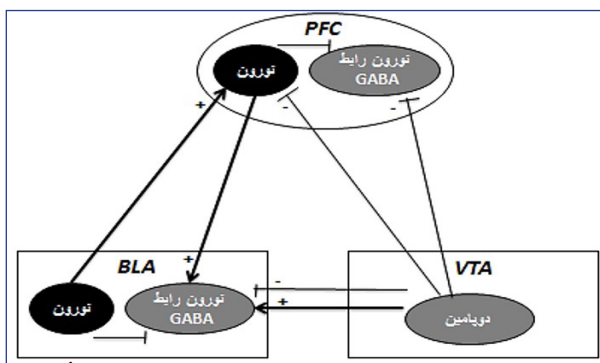 PFC
نورون
نورون رابط
GABA
+
-
-
BLA
+
VTA
-
+
نورون
نورون رابط
GABA
دوپامین